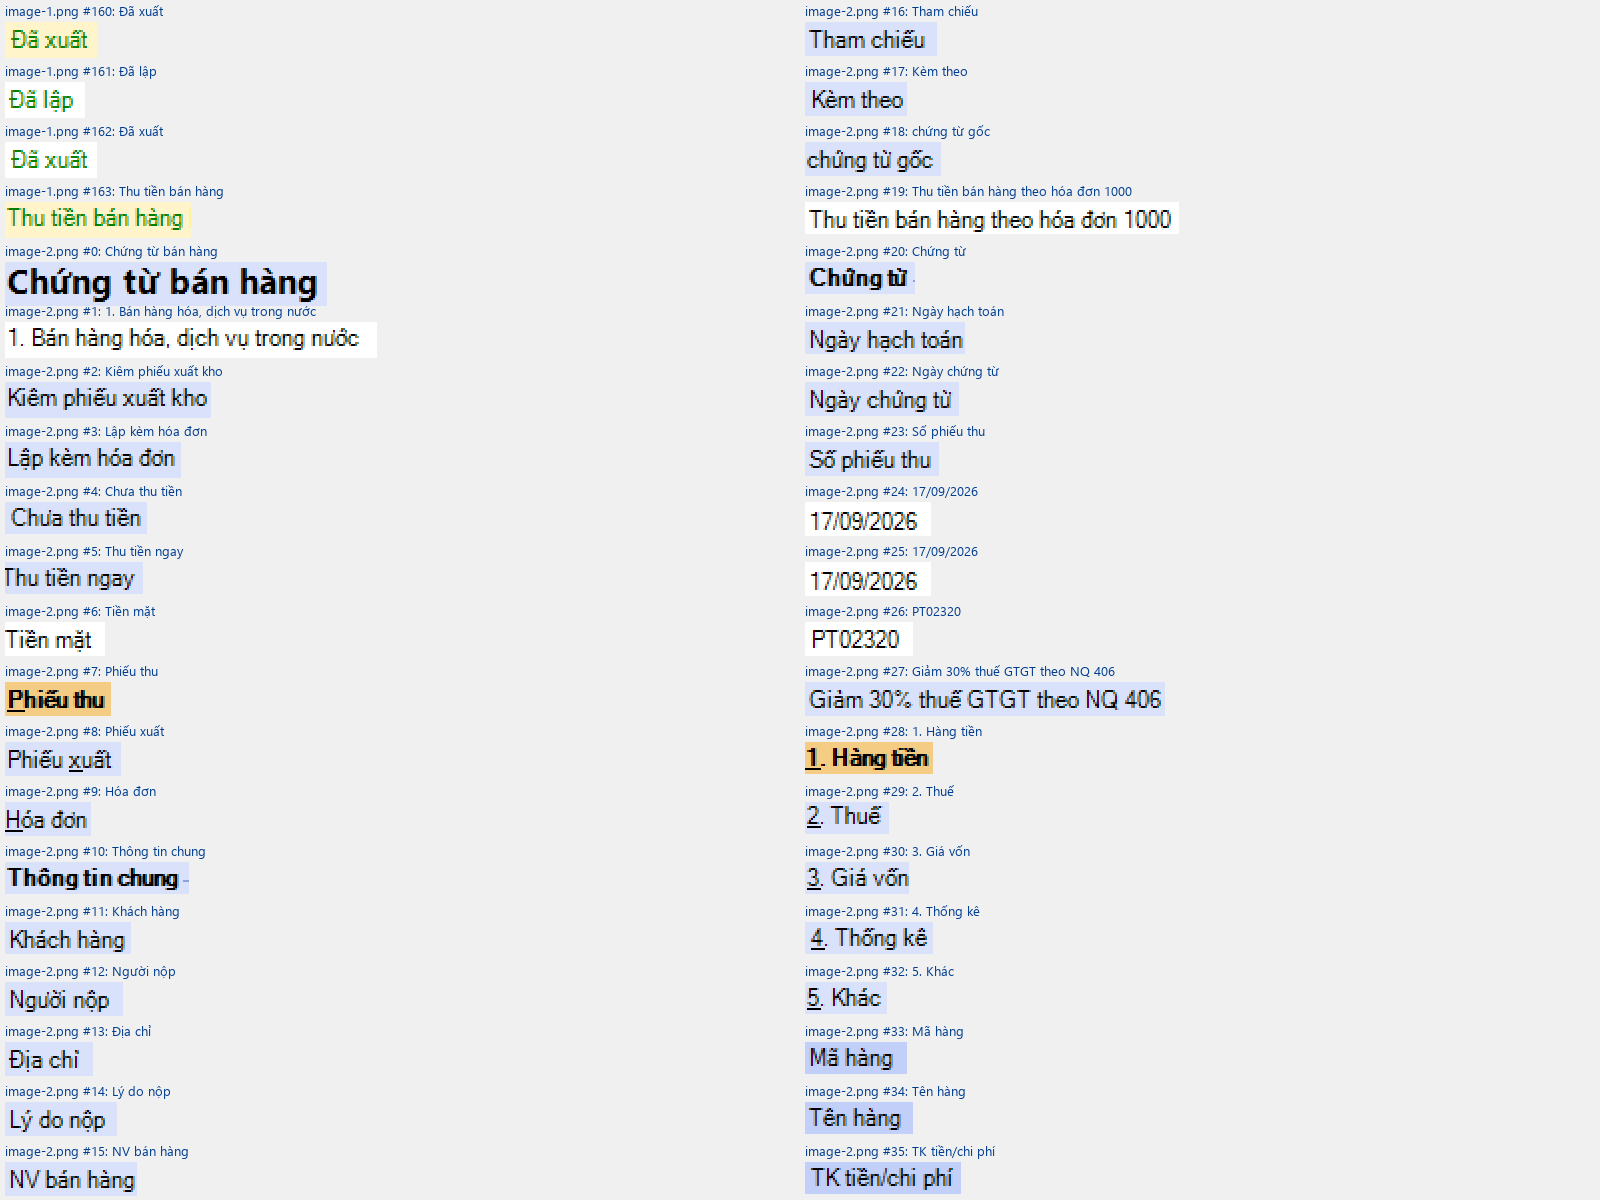 image-1.png #160: Đã xuất
Đã xuất
image-1.png #161: Đã lập
Đã lập
image-1.png #162: Đã xuất
Đã xuất
image-1.png #163: Thu tiền bán hàng
Thu tiền bán hàng
image-2.png #0: Chứng từ bán hàng
Chứng từ bán hàng
image-2.png #1: 1. Bán hàng hóa, dịch vụ trong nước
1. Bán hàng hóa, dịch vụ trong nước
image-2.png #2: Kiêm phiếu xuất kho
Kiêm phiếu xuất kho
image-2.png #3: Lập kèm hóa đơn
Lập kèm hóa đơn
image-2.png #4: Chưa thu tiền
Chưa thu tiền
image-2.png #5: Thu tiền ngay
Thu tiền ngay
image-2.png #6: Tiền mặt
Tiền mặt
image-2.png #7: Phiếu thu
Phiếu thu
image-2.png #8: Phiếu xuất
Phiếu xuất
image-2.png #9: Hóa đơn
Hóa đơn
image-2.png #10: Thông tin chung
Thông tin chung
image-2.png #11: Khách hàng
Khách hàng
image-2.png #12: Người nộp
Người nộp
image-2.png #13: Địa chỉ
Địa chỉ
image-2.png #14: Lý do nộp
Lý do nộp
image-2.png #15: NV bán hàng
NV bán hàng
image-2.png #16: Tham chiếu
Tham chiếu
image-2.png #17: Kèm theo
Kèm theo
image-2.png #18: chứng từ gốc
chứng từ gốc
image-2.png #19: Thu tiền bán hàng theo hóa đơn 1000
Thu tiền bán hàng theo hóa đơn 1000
image-2.png #20: Chứng từ
Chứng từ
image-2.png #21: Ngày hạch toán
Ngày hạch toán
image-2.png #22: Ngày chứng từ
Ngày chứng từ
image-2.png #23: Số phiếu thu
Số phiếu thu
image-2.png #24: 17/09/2026
17/09/2026
image-2.png #25: 17/09/2026
17/09/2026
image-2.png #26: PT02320
PT02320
image-2.png #27: Giảm 30% thuế GTGT theo NQ 406
Giảm 30% thuế GTGT theo NQ 406
image-2.png #28: 1. Hàng tiền
1. Hàng tiền
image-2.png #29: 2. Thuế
2. Thuế
image-2.png #30: 3. Giá vốn
3. Giá vốn
image-2.png #31: 4. Thống kê
4. Thống kê
image-2.png #32: 5. Khác
5. Khác
image-2.png #33: Mã hàng
Mã hàng
image-2.png #34: Tên hàng
Tên hàng
image-2.png #35: TK tiền/chi phí
TK tiền/chi phí